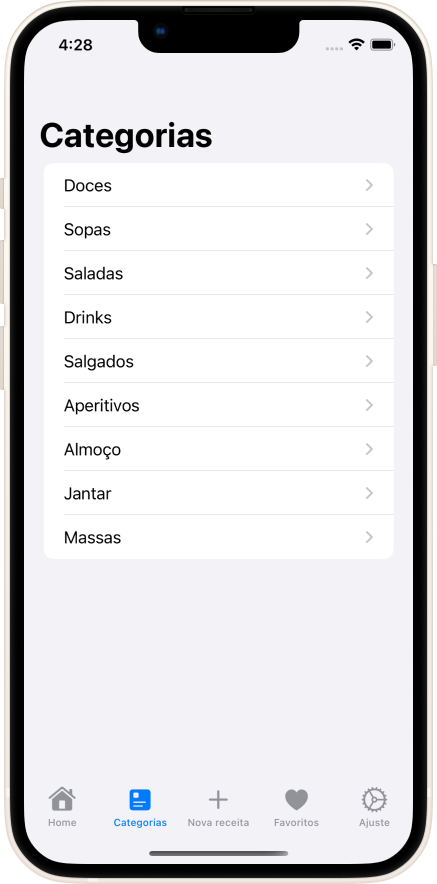 4:28
Categorias
Doces
Sopas
Saladas
Drinks
Salgados
Aperitivos
Almoço
Jantar
Massas
Home Categorias Nova receita Favoritos Ajuste